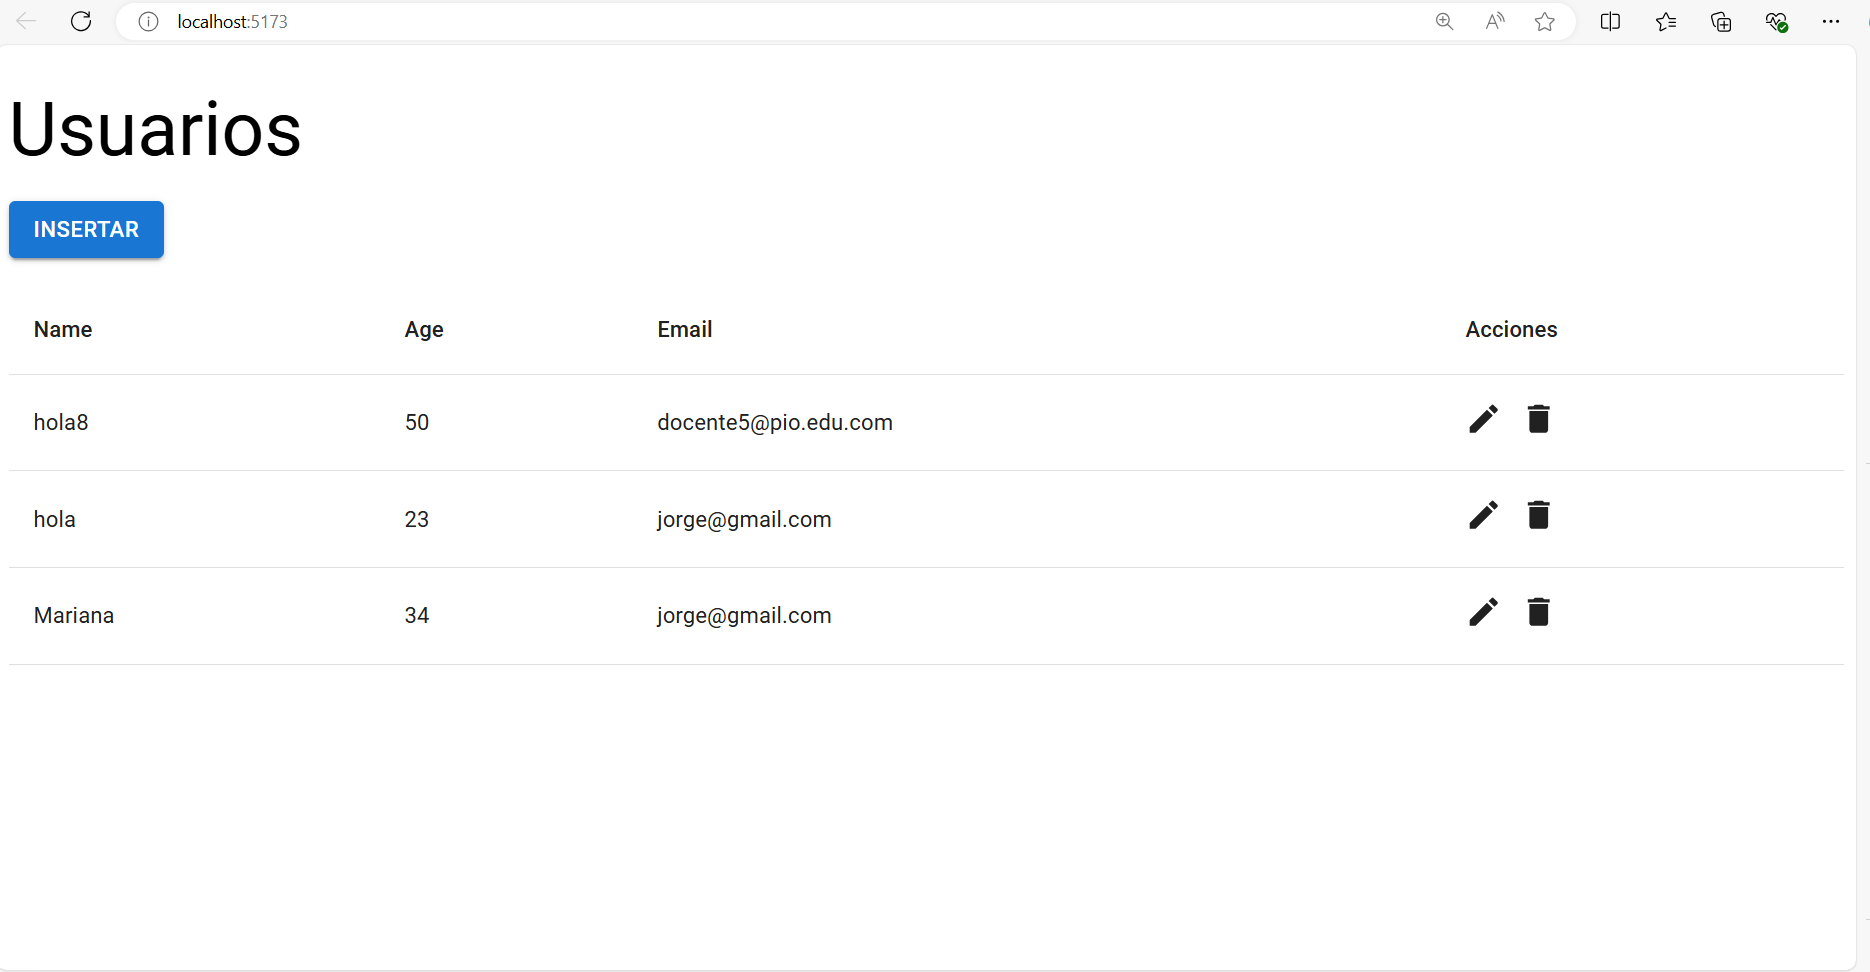 localhost:5173
Usuarios
INSERTAR
Name Age Email Acciones
hola8 50 docente5@pio.edu.com
hola 23 jorge@gmail.com
Mariana 34 jorge@gmail.com